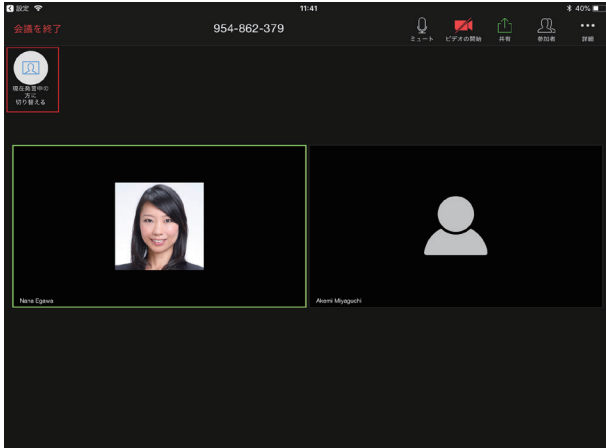 設定 11:41 40%
会議を終了 954-862-379 ミュート ビデオの開始 共有 参加者 詳細
現在発言中の
方に
切り替える
Nana Egawa Akemi Miyaguchi